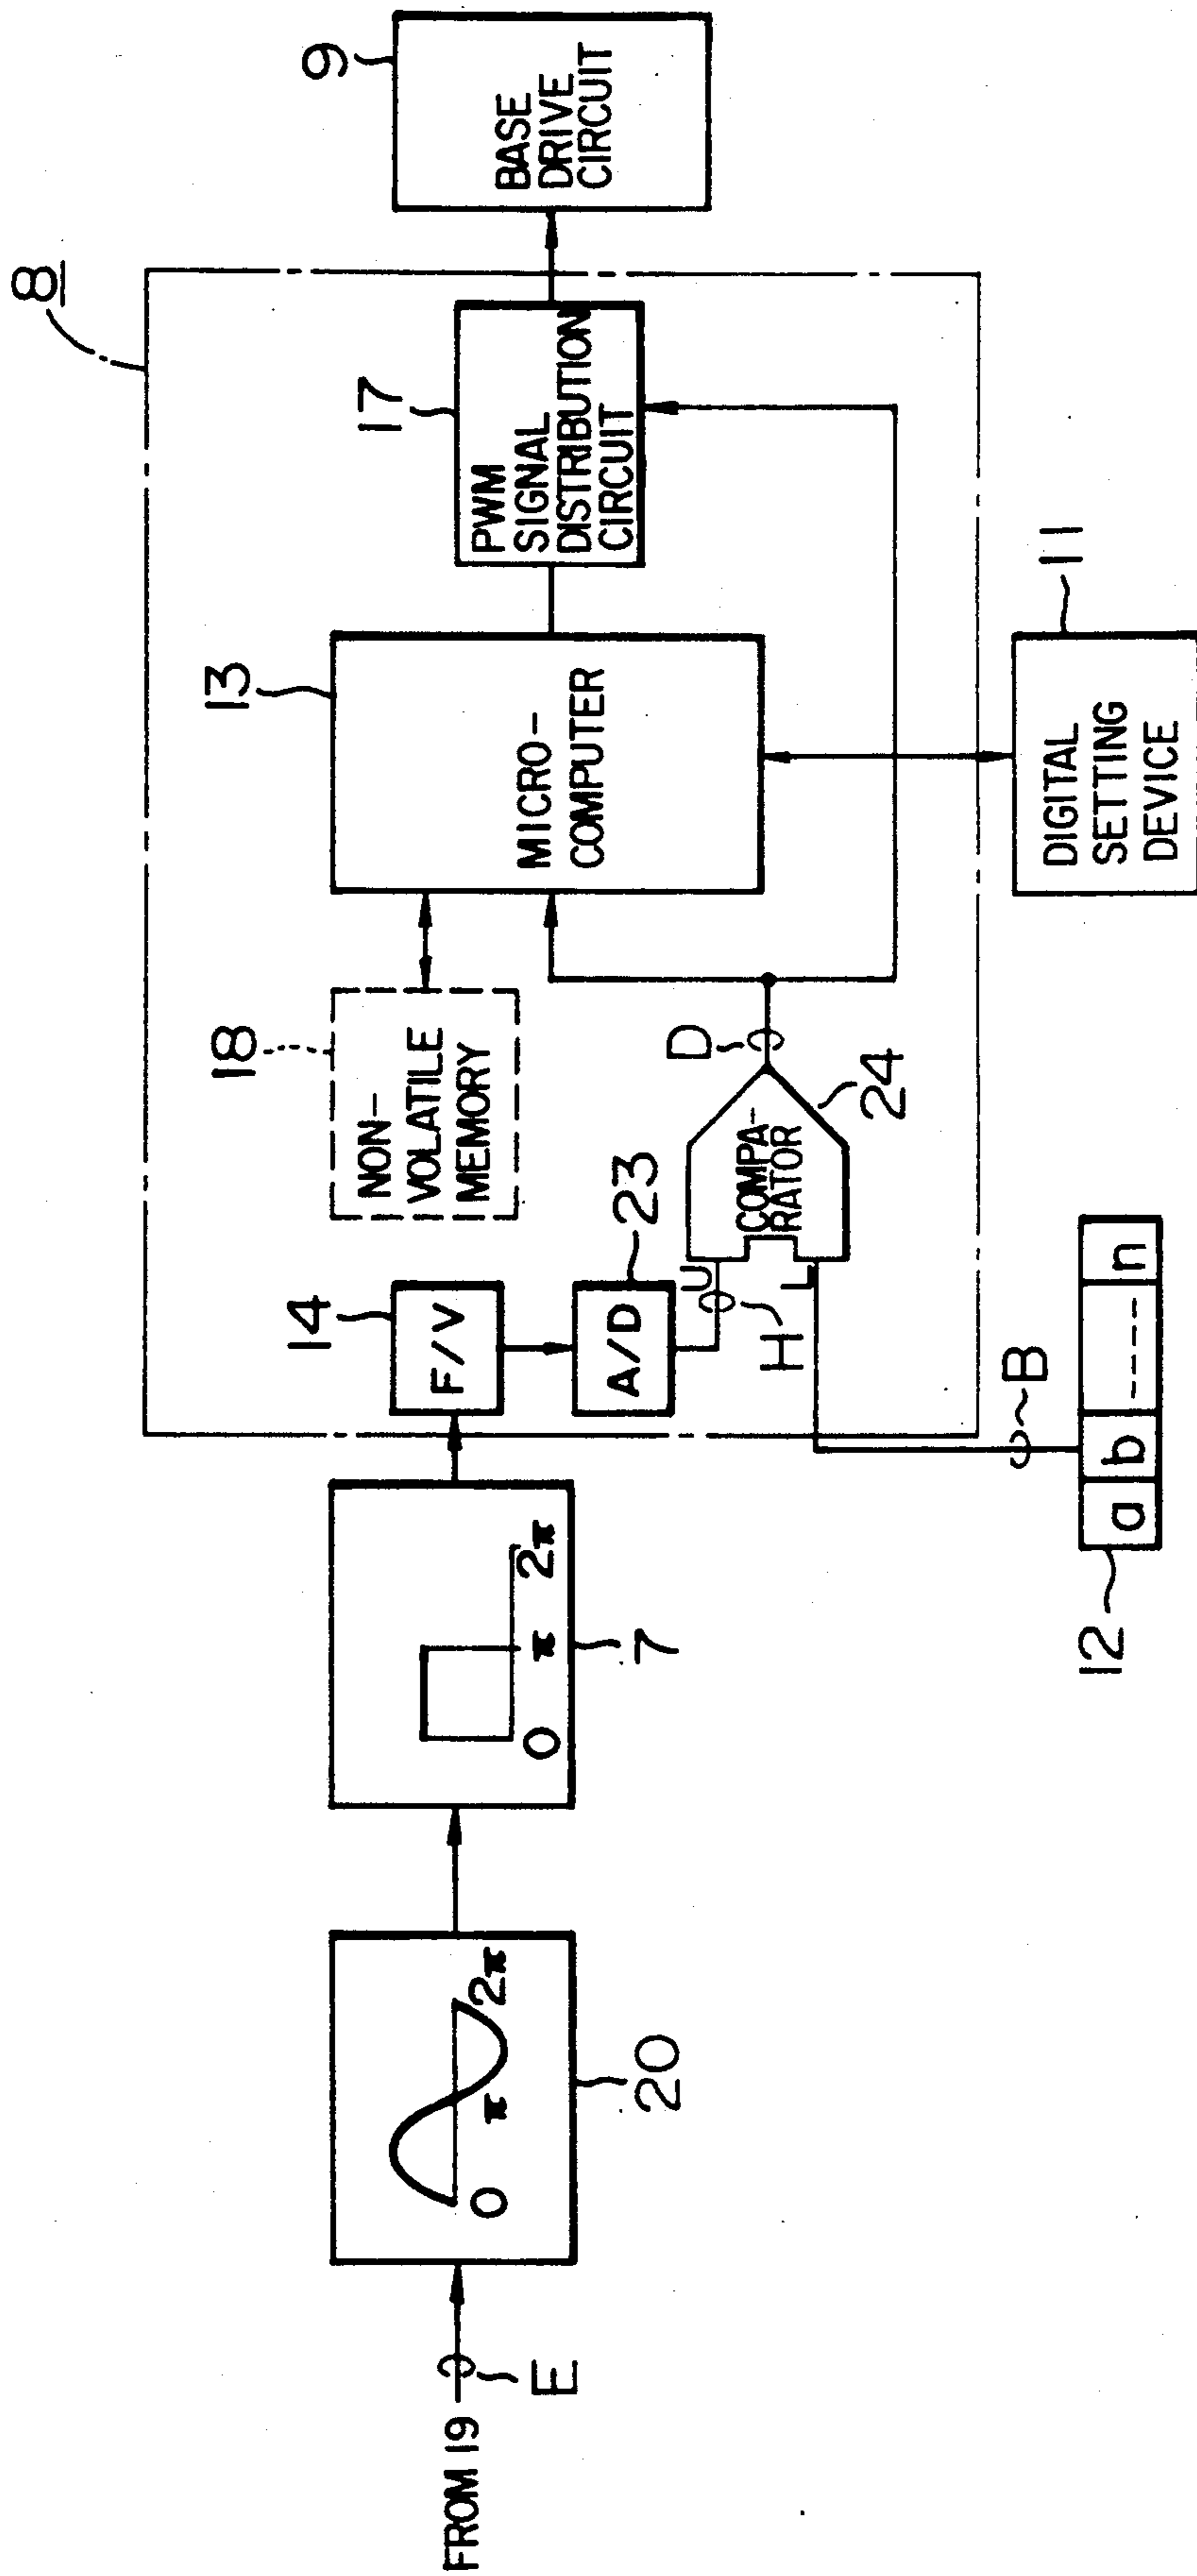 8
9
BASE
DRIVE
CIRCUIT
17
PWM
SIGNAL
DISTRIBUTION
CIRCUIT
13
MICRO-
COMPUTER
11
DIGITAL
SETTING
DEVICE
18
NON-
VOLATILE
MEMORY
D
24
COMPA-
RATOR
U
L
H
23
A/D
14
F/V
B
12
a b ---- n
7
0 π 2π
20
0 π 2π
E
FROM 19